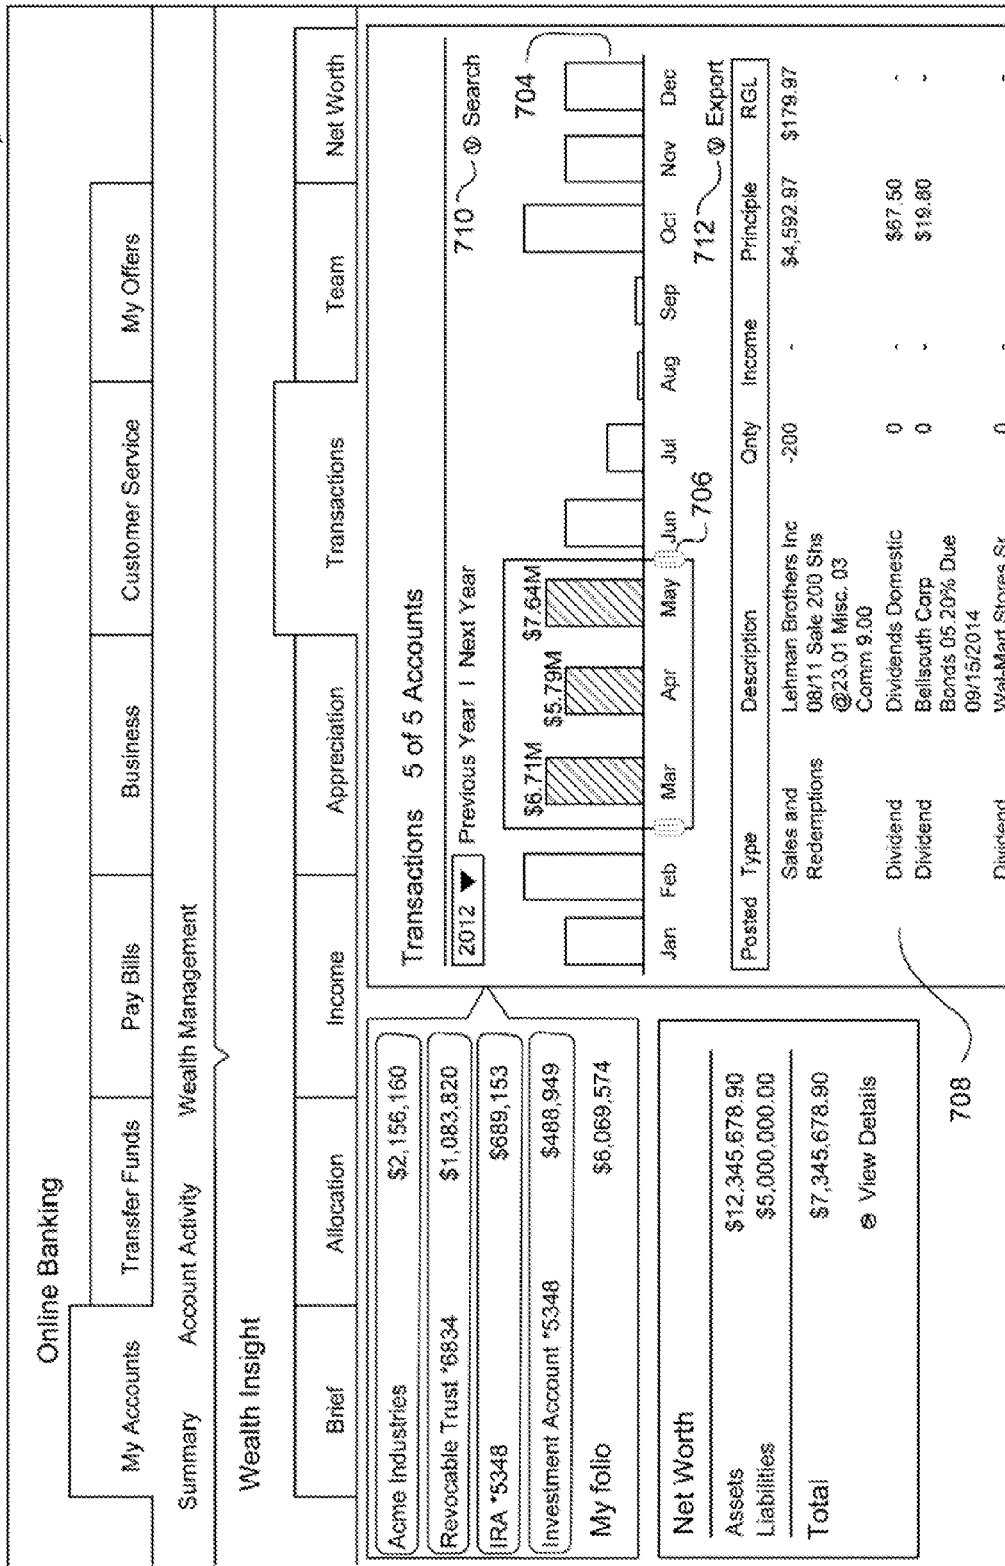 Online Banking
My Accounts
Transfer Funds
Pay Bills
Business
Customer Service
My Offers
Summary
Account Activity
Wealth Management
Wealth Insight
Brief
Allocation
Income
Appreciation
Transactions
Team
Net Worth
Acme Industries $2,156,160
Revocable Trust *6834 $1,083,820
IRA *5348 $689,153
Investment Account *5348 $488,949
My folio $6,069,574
Net Worth
Assets $12,345,678.90
Liabilities $5,000,000.00
Total $7,345,678.90
View Details
708
Transactions 5 of 5 Accounts
2012 ▼ Previous Year | Next Year
710 Search
704
$6.71M $5.79M $7.64M
Jan Feb Mar Apr May Jun Jul Aug Sep Oct Nov Dec
706
712 Export
Posted Type Description Qnty Income Principle RGL
Sales and Lehman Brothers Inc -200 - $4,592.97 $179.97
Redemptions 08/11 Sale 200 Shs
@23.01 Misc. 03
Comm 9.00
Dividend Dividends Domestic 0 - $67.50 -
Dividend Bellsouth Corp 0 - $19.80 -
Bonds 05.20% Due
09/15/2014
Dividend Wal-Mart Stores Sr 0 - -